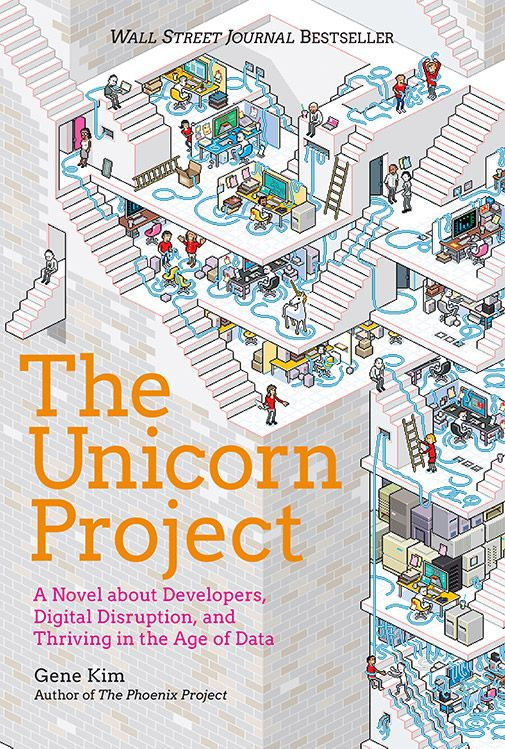 WALL STREET JOURNAL BESTSELLER
The
Unicorn
Project
A Novel about Developers,
Digital Disruption, and
Thriving in the Age of Data
Gene Kim
Author of The Phoenix Project